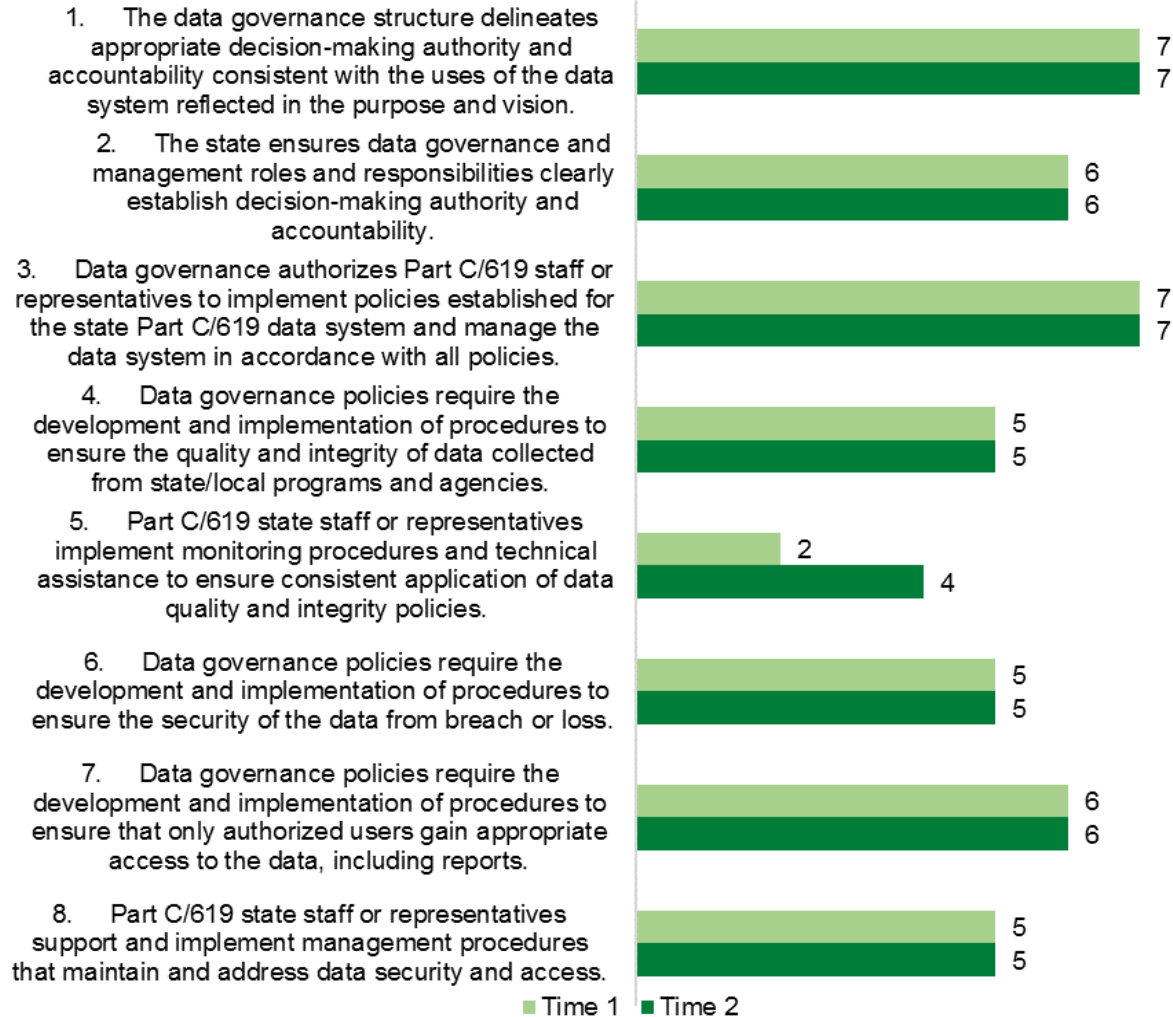 1. The data governance structure delineates
appropriate decision-making authority and
accountability consistent with the uses of the data
system reflected in the purpose and vision.
7
7
2. The state ensures data governance and
management roles and responsibilities clearly
establish decision-making authority and
accountability.
6
6
3. Data governance authorizes Part C/619 staff or
representatives to implement policies established for
the state Part C/619 data system and manage the
data system in accordance with all policies.
7
7
4. Data governance policies require the
development and implementation of procedures to
ensure the quality and integrity of data collected
from state/local programs and agencies.
5
5
5. Part C/619 state staff or representatives
implement monitoring procedures and technical
assistance to ensure consistent application of data
quality and integrity policies.
2
4
6. Data governance policies require the
development and implementation of procedures to
ensure the security of the data from breach or loss.
5
5
7. Data governance policies require the
development and implementation of procedures to
ensure that only authorized users gain appropriate
access to the data, including reports.
6
6
8. Part C/619 state staff or representatives
support and implement management procedures
that maintain and address data security and access.
5
5
Time 1 Time 2